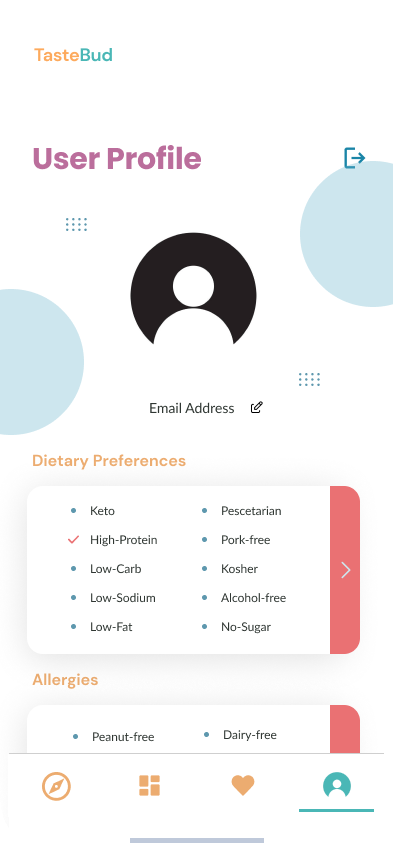 TasteBud
User Profile
Email Address
Dietary Preferences
Keto
High-Protein
Low-Carb
Low-Sodium
Low-Fat
Pescetarian
Pork-free
Kosher
Alcohol-free
No-Sugar
Allergies
Peanut-free
Dairy-free